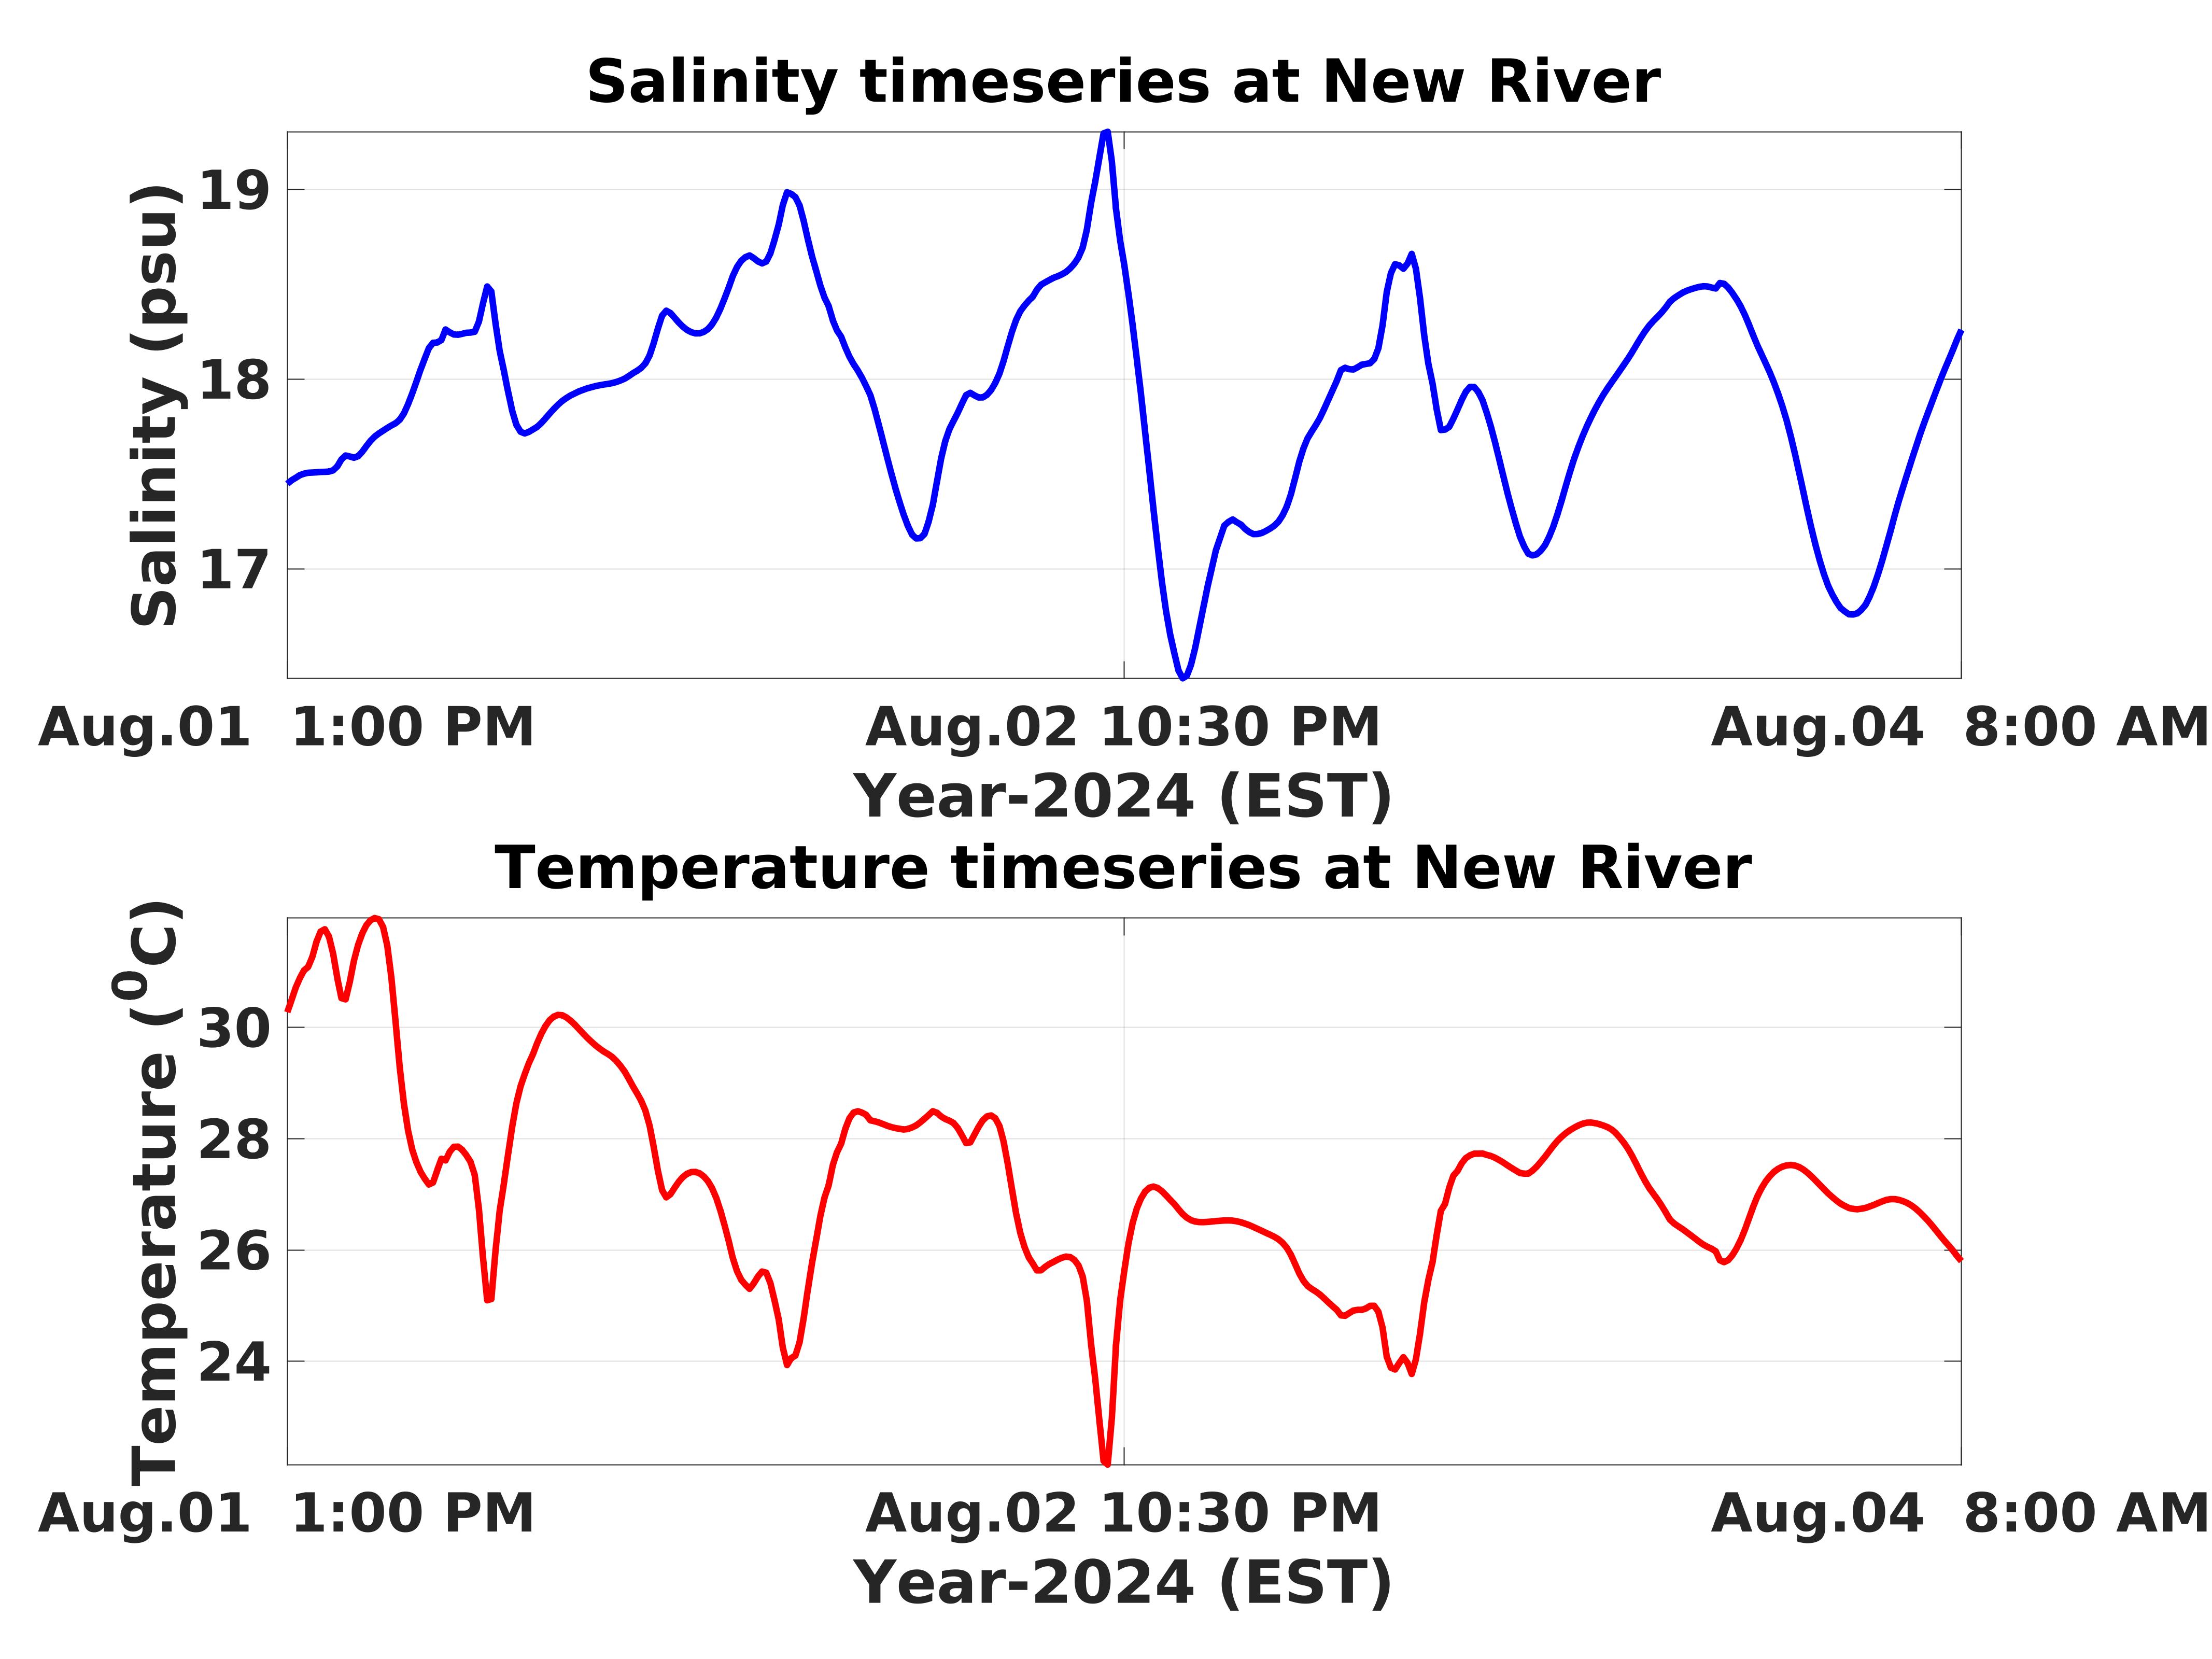 Salinity timeseries at New River
Salinity (psu)
19
18
17
Aug.01  1:00 PM
Aug.02 10:30 PM
Aug.04  8:00 AM
Year-2024 (EST)
Temperature timeseries at New River
Temperature (⁰C)
30
28
26
24
Aug.01  1:00 PM
Aug.02 10:30 PM
Aug.04  8:00 AM
Year-2024 (EST)